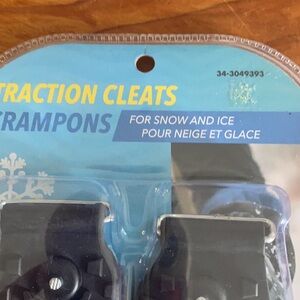 34-3049393
TRACTION CLEATS
CRAMPONS
FOR SNOW AND ICE
POUR NEIGE ET GLACE